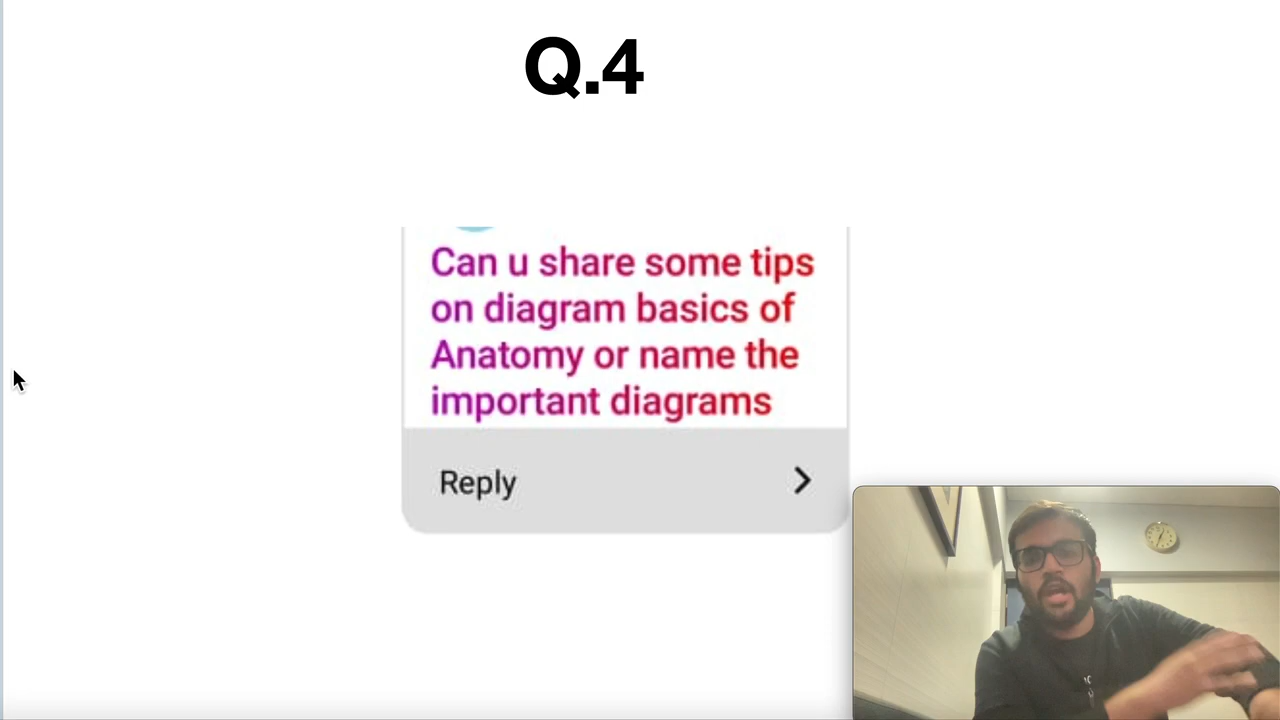 Q.4
Can u share some tips
on diagram basics of
Anatomy or name the
important diagrams
Reply